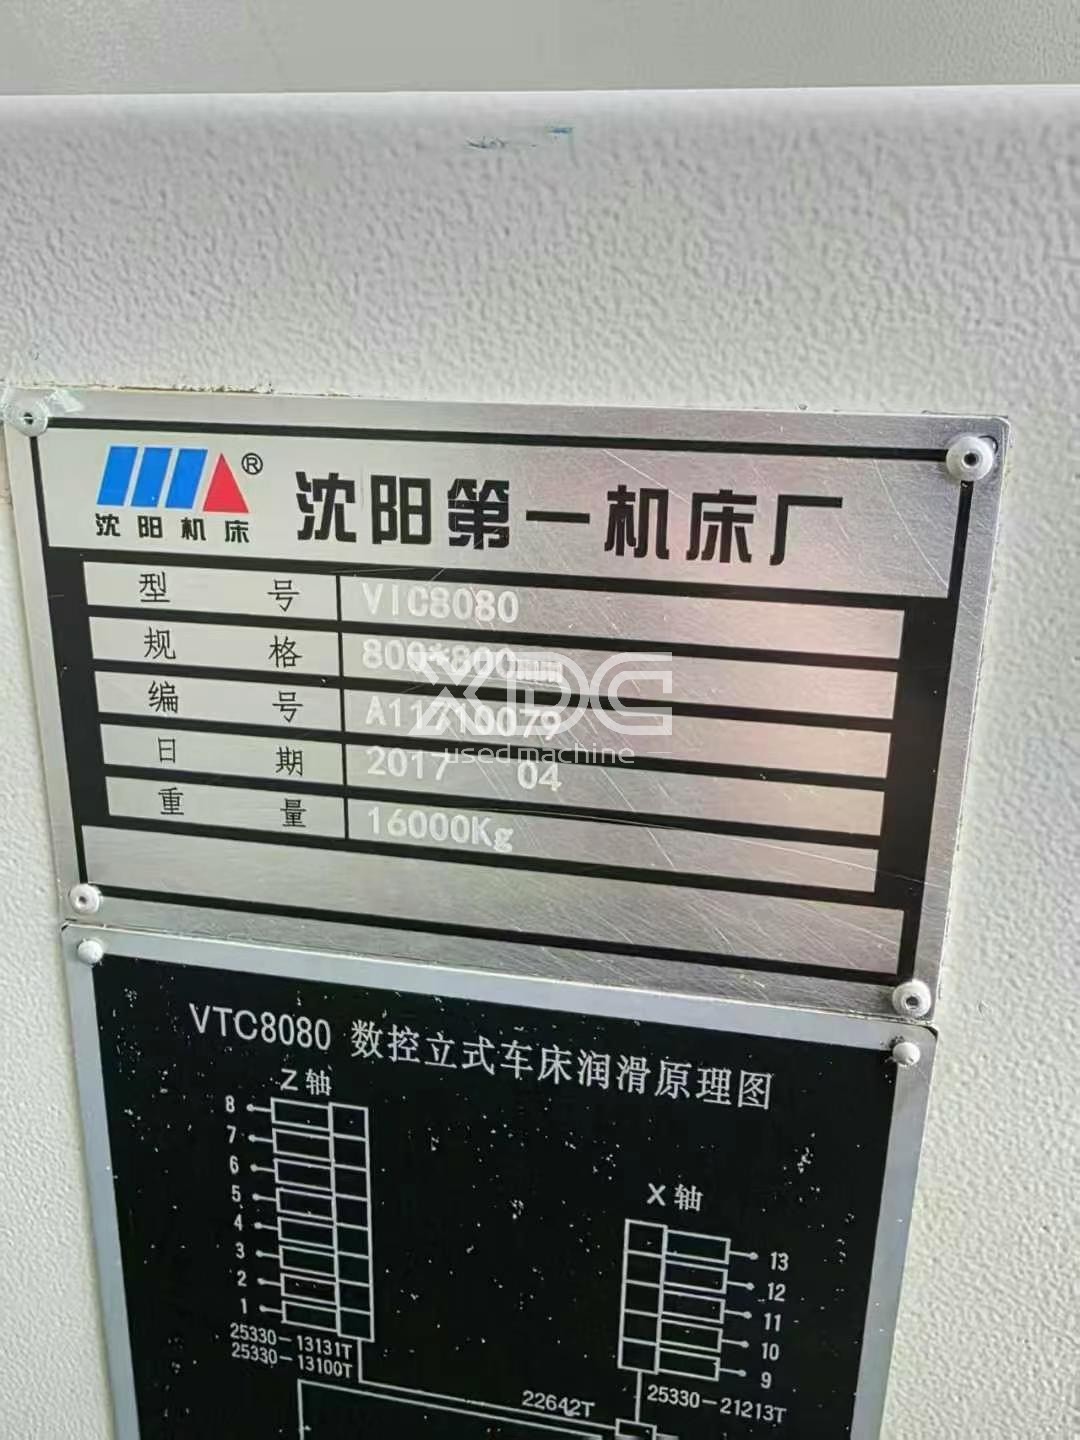 ® 沈阳第一机床厂
沈阳机床
型号 VTC8080
规格 800*800mm
编号 A11710079
日期 2017 04
重量 16000Kg
XDC
used machine
VTC8080 数控立式车床润滑原理图
Z 轴
8
7
6
5
4
3
2
1
25330-13131T
25330-13100T
X 轴
13
12
11
10
9
22642T
25330-21213T